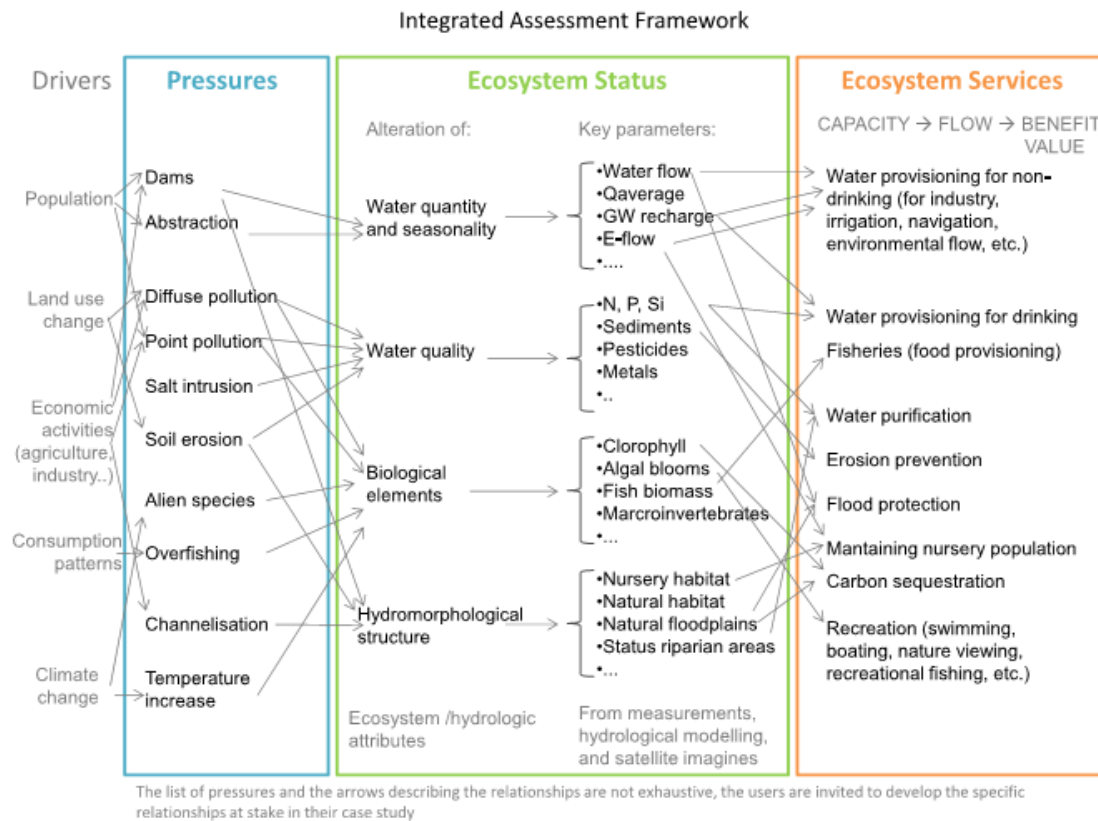 Integrated Assessment Framework
Drivers
Population
Land use
change
Economic
activities
(agriculture,
industry..)
Consumption
patterns
Climate
change
Pressures
Dams
Abstraction
Diffuse pollution
Point pollution
Salt intrusion
Soil erosion
Alien species
Overfishing
Channelisation
Temperature
increase
Ecosystem Status
Alteration of:
Water quantity
and seasonality
Water quality
Biological
elements
Hydromorphological
structure
Ecosystem /hydrologic
attributes
Key parameters:
•Water flow
•Qaverage
•GW recharge
•E-flow
•....
•N, P, Si
•Sediments
•Pesticides
•Metals
•..
•Clorophyll
•Algal blooms
•Fish biomass
•Marcroinvertebrates
•...
•Nursery habitat
•Natural habitat
•Natural floodplains
•Status riparian areas
•...
From measurements,
hydrological modelling,
and satellite imagines
Ecosystem Services
CAPACITY → FLOW → BENEFIT
VALUE
Water provisioning for non-
drinking (for industry,
irrigation, navigation,
environmental flow, etc.)
Water provisioning for drinking
Fisheries (food provisioning)
Water purification
Erosion prevention
Flood protection
Mantaining nursery population
Carbon sequestration
Recreation (swimming,
boating, nature viewing,
recreational fishing, etc.)
The list of pressures and the arrows describing the relationships are not exhaustive, the users are invited to develop the specific
relationships at stake in their case study